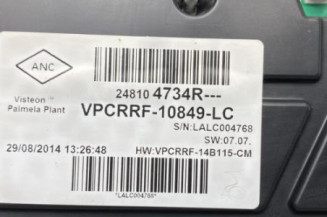 ANC
24810 4734R---
Visteon
Palmela Plant
VPCRRF-10849-LC
S/N:LALC004768
SW:07.07.
29/08/2014 13:26:48
HW:VPCRRF-14B115-CM
"LALC004768"